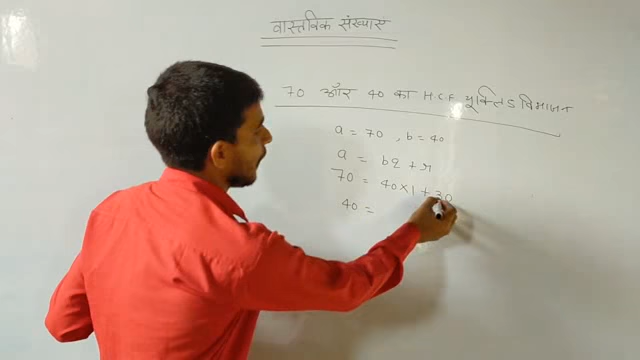 वास्तविक संख्याएं
70 और 40 का H.C.F यूक्लिड विभाजन
a = 70 , b = 40
a = bq + r
70 = 40 × 1 + 30
40 =